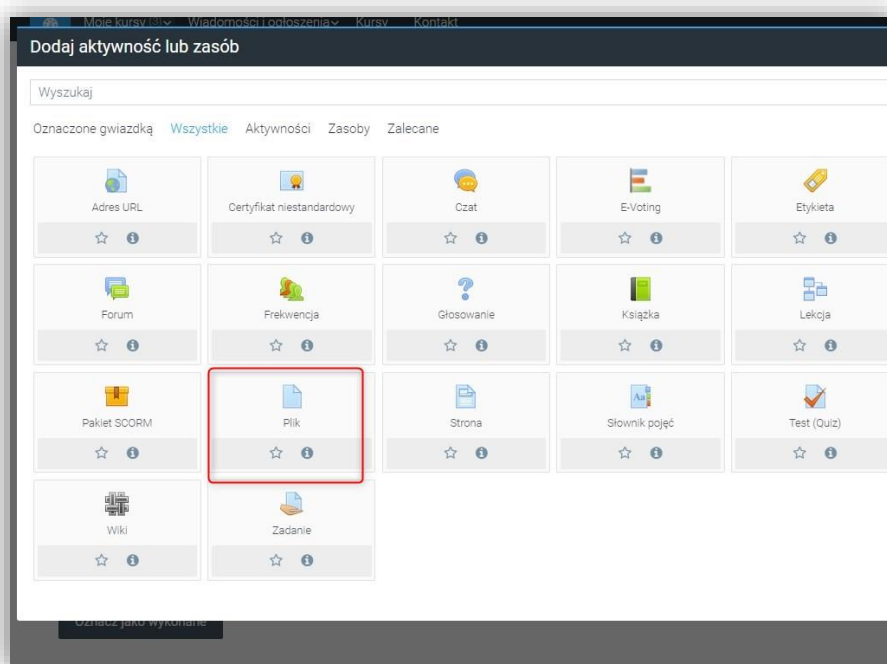 Moje kursy (3) Wiadomości i ogłoszenia Kursy Kontakt
Dodaj aktywność lub zasób
Wyszukaj
Oznaczone gwiazdką Wszystkie Aktywności Zasoby Zalecane
Adres URL Certyfikat niestandardowy Czat E-Voting Etykieta
Forum Frekwencja Głosowanie Książka Lekcja
Pakiet SCORM Plik Strona Słownik pojęć Test (Quiz)
Wiki Zadanie
Oznacz jako wykonane